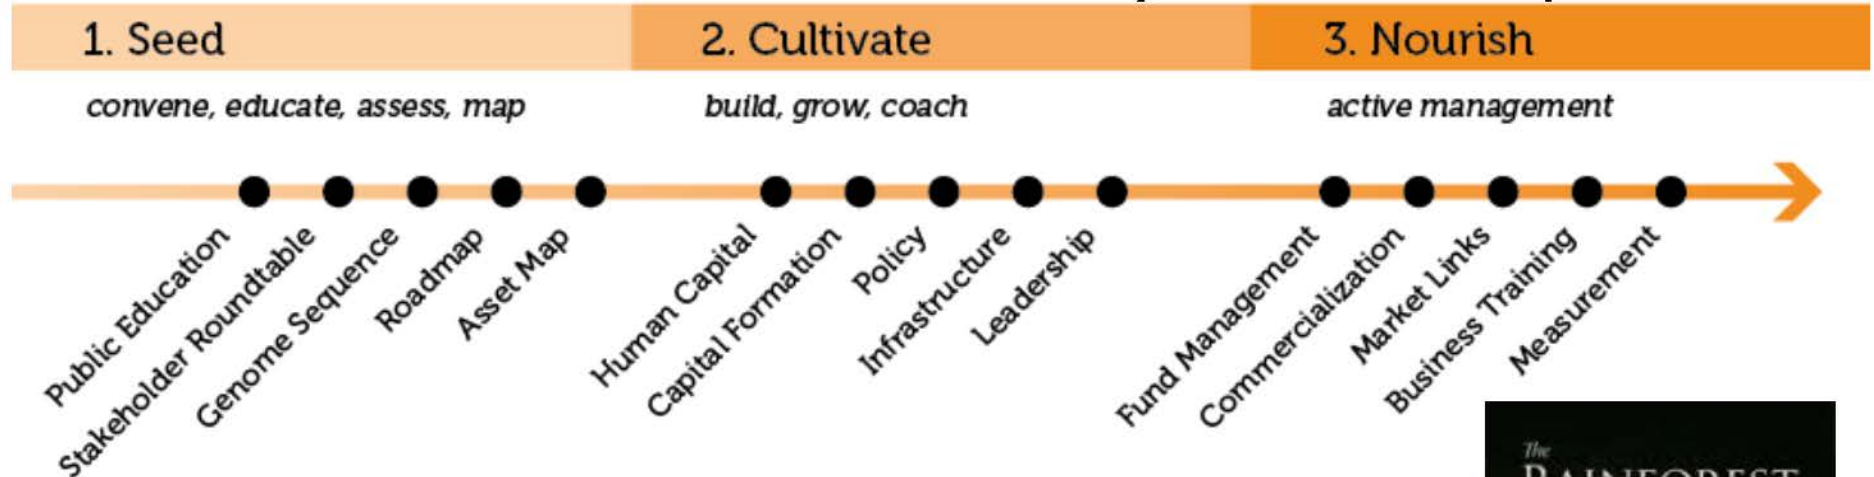 1. Seed
2. Cultivate
3. Nourish
convene, educate, assess, map
build, grow, coach
active management
Public Education
Stakeholder Roundtable
Genome Sequence
Roadmap
Asset Map
Human Capital
Capital Formation
Policy
Infrastructure
Leadership
Fund Management
Commercialization
Market Links
Business Training
Measurement
The
RAINFOREST